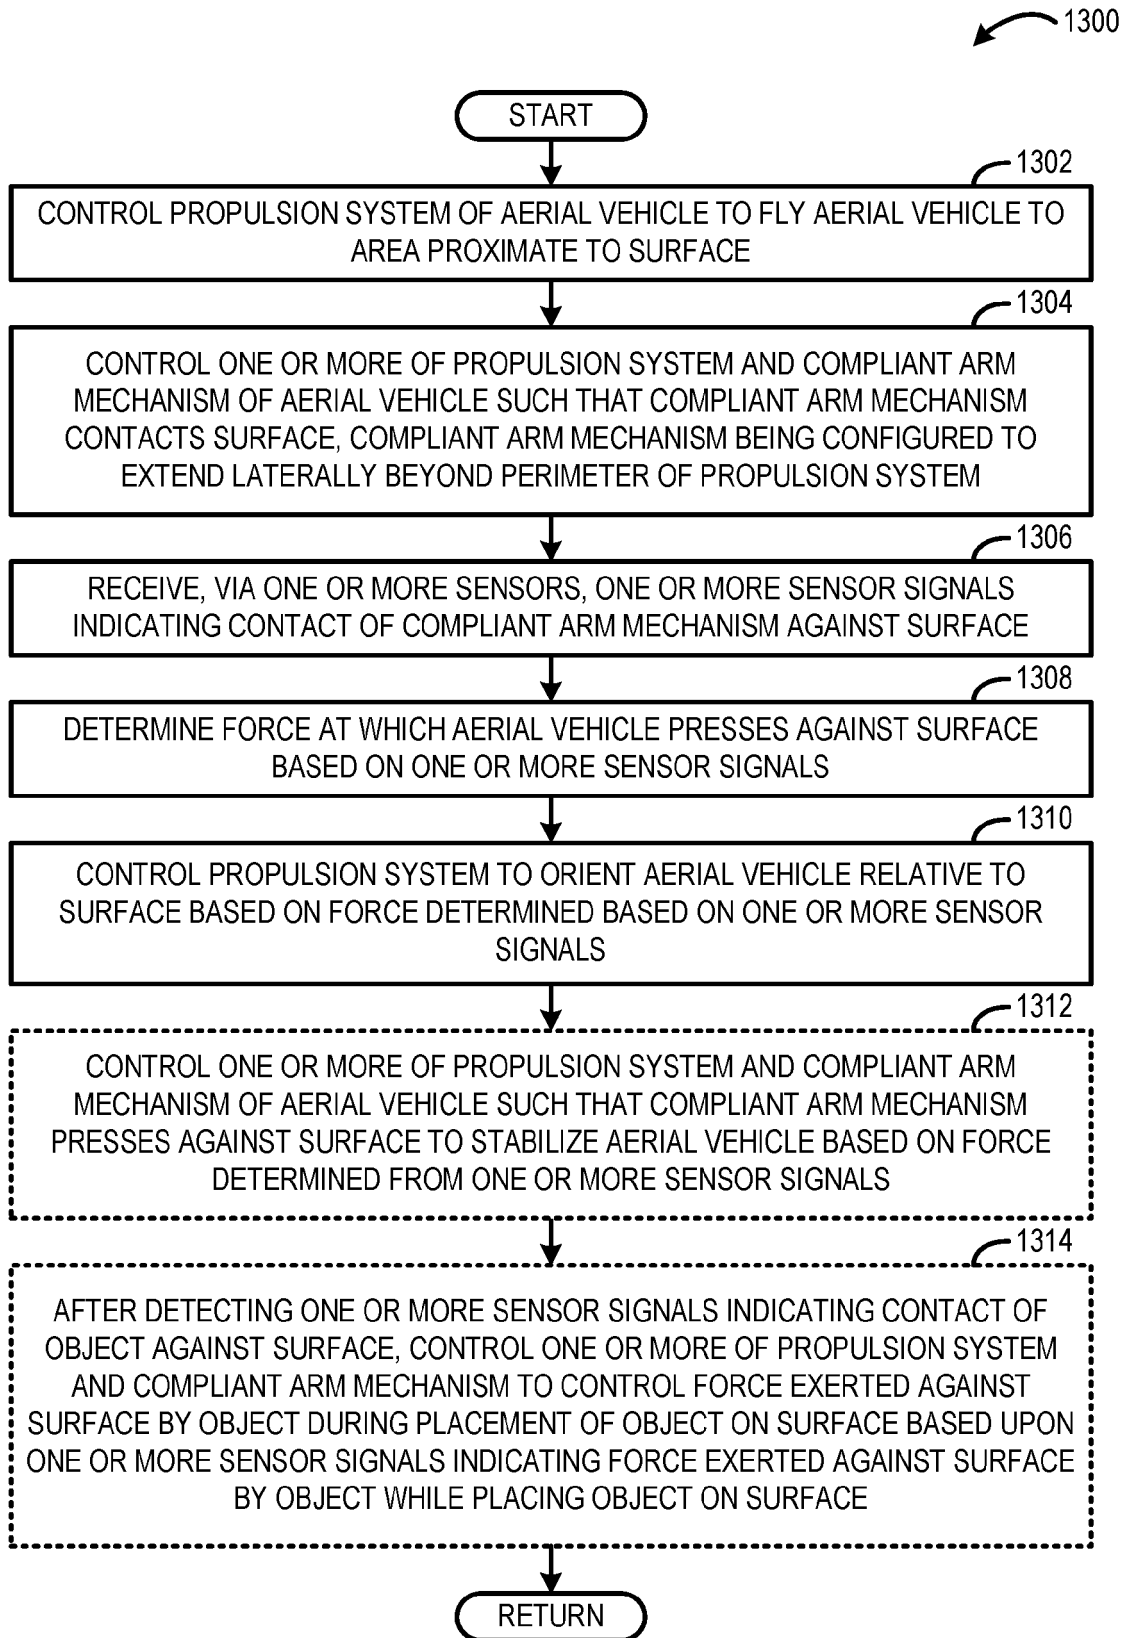 1300
START
1302
CONTROL PROPULSION SYSTEM OF AERIAL VEHICLE TO FLY AERIAL VEHICLE TO
AREA PROXIMATE TO SURFACE
1304
CONTROL ONE OR MORE OF PROPULSION SYSTEM AND COMPLIANT ARM
MECHANISM OF AERIAL VEHICLE SUCH THAT COMPLIANT ARM MECHANISM
CONTACTS SURFACE, COMPLIANT ARM MECHANISM BEING CONFIGURED TO
EXTEND LATERALLY BEYOND PERIMETER OF PROPULSION SYSTEM
1306
RECEIVE, VIA ONE OR MORE SENSORS, ONE OR MORE SENSOR SIGNALS
INDICATING CONTACT OF COMPLIANT ARM MECHANISM AGAINST SURFACE
1308
DETERMINE FORCE AT WHICH AERIAL VEHICLE PRESSES AGAINST SURFACE
BASED ON ONE OR MORE SENSOR SIGNALS
1310
CONTROL PROPULSION SYSTEM TO ORIENT AERIAL VEHICLE RELATIVE TO
SURFACE BASED ON FORCE DETERMINED BASED ON ONE OR MORE SENSOR
SIGNALS
1312
CONTROL ONE OR MORE OF PROPULSION SYSTEM AND COMPLIANT ARM
MECHANISM OF AERIAL VEHICLE SUCH THAT COMPLIANT ARM MECHANISM
PRESSES AGAINST SURFACE TO STABILIZE AERIAL VEHICLE BASED ON FORCE
DETERMINED FROM ONE OR MORE SENSOR SIGNALS
1314
AFTER DETECTING ONE OR MORE SENSOR SIGNALS INDICATING CONTACT OF
OBJECT AGAINST SURFACE, CONTROL ONE OR MORE OF PROPULSION SYSTEM
AND COMPLIANT ARM MECHANISM TO CONTROL FORCE EXERTED AGAINST
SURFACE BY OBJECT DURING PLACEMENT OF OBJECT ON SURFACE BASED UPON
ONE OR MORE SENSOR SIGNALS INDICATING FORCE EXERTED AGAINST SURFACE
BY OBJECT WHILE PLACING OBJECT ON SURFACE
RETURN